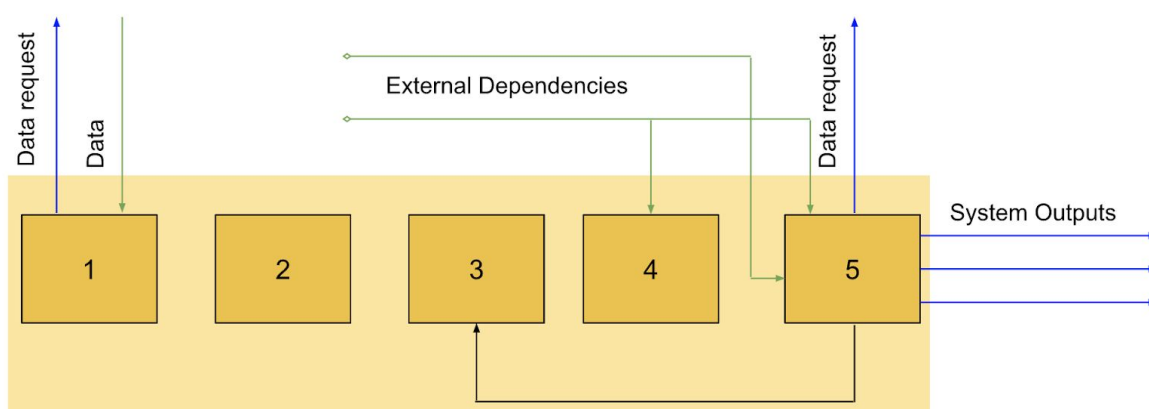 Data request
Data
External Dependencies
Data request
System Outputs
1
2
3
4
5